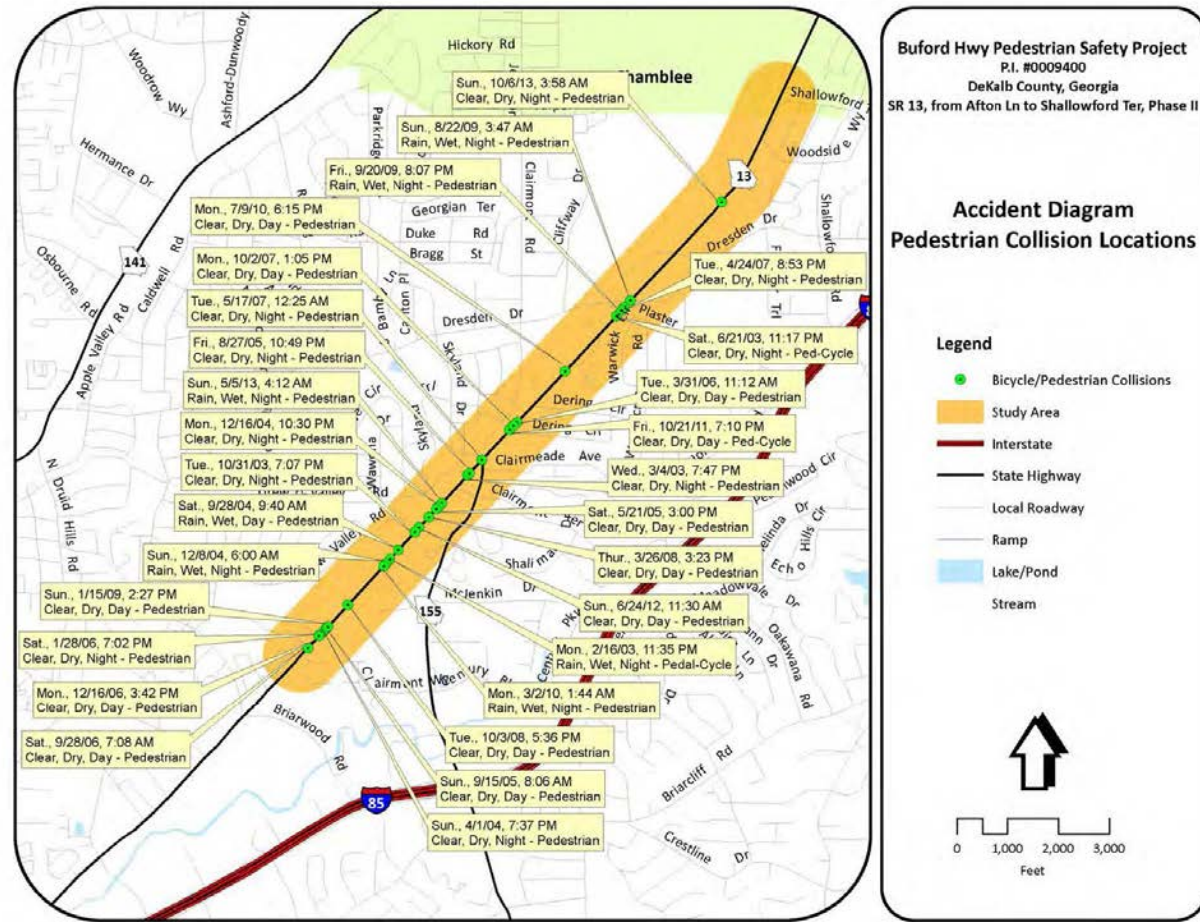 Hickory Rd
Chamblee
Woodrow Wy
Ashford-Dunwoody
Hermance Dr
Osbourne Rd
141
Caldwell Rd
Apple Valley Rd
N Druid Hills Rd
Sun., 10/6/13, 3:58 AM
Clear, Dry, Night - Pedestrian
Sun., 8/22/09, 3:47 AM
Rain, Wet, Night - Pedestrian
Fri., 9/20/09, 8:07 PM
Rain, Wet, Night - Pedestrian
Mon., 7/9/10, 6:15 PM
Clear, Dry, Day - Pedestrian
Mon., 10/2/07, 1:05 PM
Clear, Dry, Day - Pedestrian
Tue., 5/17/07, 12:25 AM
Clear, Dry, Night - Pedestrian
Fri., 8/27/05, 10:49 PM
Clear, Dry, Night - Pedestrian
Sun., 5/5/13, 4:12 AM
Rain, Wet, Night - Pedestrian
Mon., 12/16/04, 10:30 PM
Clear, Dry, Night - Pedestrian
Tue., 10/31/03, 7:07 PM
Clear, Dry, Night - Pedestrian
Sat., 9/28/04, 9:40 AM
Rain, Wet, Day - Pedestrian
Sun., 12/8/04, 6:00 AM
Rain, Wet, Night - Pedestrian
Sun., 1/15/09, 2:27 PM
Clear, Dry, Day - Pedestrian
Sat., 1/28/06, 7:02 PM
Clear, Dry, Night - Pedestrian
Mon., 12/16/06, 3:42 PM
Clear, Dry, Day - Pedestrian
Sat., 9/28/06, 7:08 AM
Clear, Dry, Day - Pedestrian
Parkridge
Georgian Ter
Duke Rd
Bragg St
Clairmont Rd
Cliffway Dr
Dresden Dr
Skyland Dr
Shallowford
Woodside Wy
13
Dresden Dr
Plaster
Rd
Warwick
Dering Cir
Clairmeade Ave
Tue., 4/24/07, 8:53 PM
Clear, Dry, Night - Pedestrian
Sat., 6/21/03, 11:17 PM
Clear, Dry, Night - Ped-Cycle
Tue., 3/31/06, 11:12 AM
Clear, Dry, Day - Pedestrian
Fri., 10/21/11, 7:10 PM
Clear, Dry, Day - Ped-Cycle
Wed., 3/4/03, 7:47 PM
Clear, Dry, Night - Pedestrian
Sat., 5/21/05, 3:00 PM
Clear, Dry, Day - Pedestrian
Thur., 3/26/08, 3:23 PM
Clear, Dry, Day - Pedestrian
Sun., 6/24/12, 11:30 AM
Clear, Dry, Day - Pedestrian
Mon., 2/16/03, 11:35 PM
Rain, Wet, Night - Pedal-Cycle
Mon., 3/2/10, 1:44 AM
Rain, Wet, Night - Pedestrian
Tue., 10/3/08, 5:36 PM
Clear, Dry, Day - Pedestrian
Sun., 9/15/05, 8:06 AM
Clear, Dry, Day - Pedestrian
Sun., 4/1/04, 7:37 PM
Clear, Dry, Night - Pedestrian
McJenkin Dr
155
Echo
Hills Cir
Oakawana Rd
Briarwood Rd
85
Briarcliff Rd
Crestline Dr
Buford Hwy Pedestrian Safety Project
P.I. #0009400
DeKalb County, Georgia
SR 13, from Afton Ln to Shallowford Ter, Phase II
Accident Diagram
Pedestrian Collision Locations
Legend
Bicycle/Pedestrian Collisions
Study Area
Interstate
State Highway
Local Roadway
Ramp
Lake/Pond
Stream
0 1,000 2,000 3,000
Feet